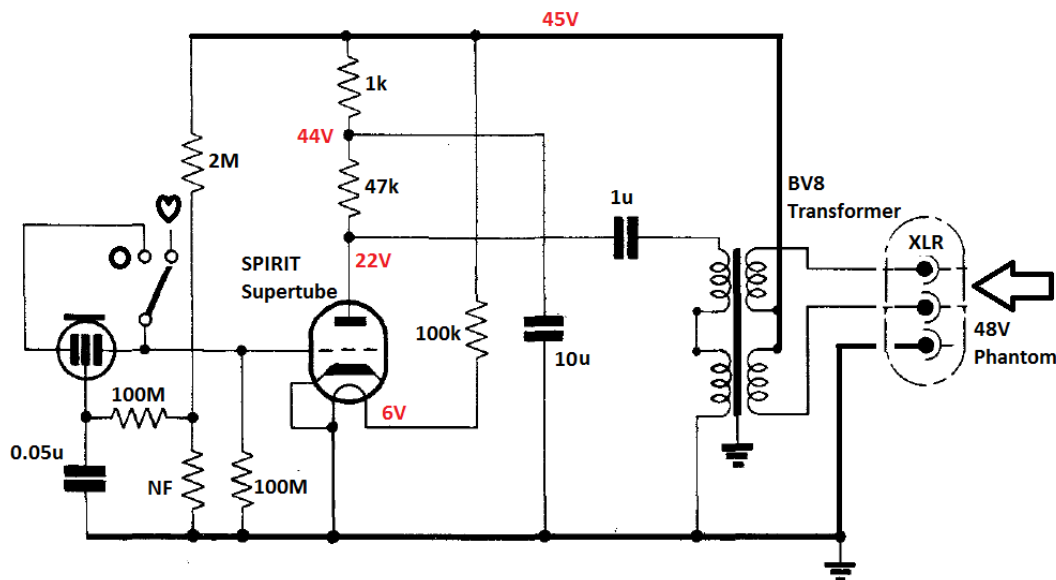 45V
1k
44V
2M
47k
1u
BV8
Transformer
XLR
SPIRIT
Supertube
22V
100k
10u
48V
Phantom
6V
100M
0.05u
NF
100M